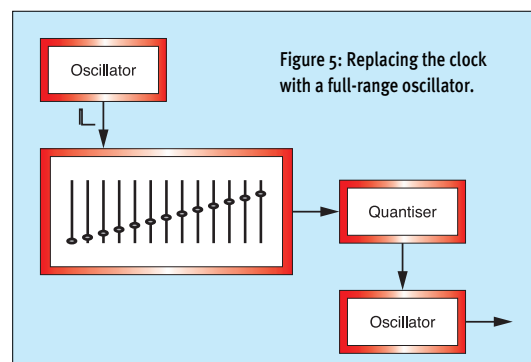 Oscillator
Figure 5: Replacing the clock
with a full-range oscillator.
Quantiser
Oscillator